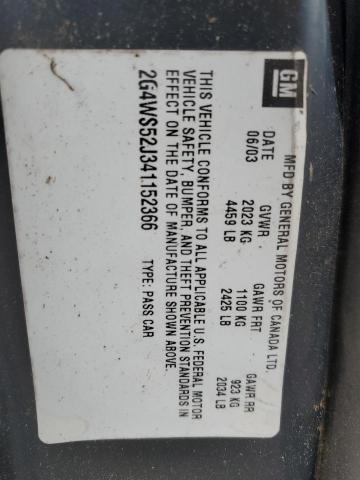 GM
MFD BY GENERAL MOTORS OF CANADA LTD.
DATE GVWR GAWR FRT GAWR RR
06/03 2023 KG 1100 KG 923 KG
4459 LB 2425 LB 2034 LB
THIS VEHICLE CONFORMS TO ALL APPLICABLE U.S. FEDERAL MOTOR
VEHICLE SAFETY, BUMPER, AND THEFT PREVENTION STANDARDS IN
EFFECT ON THE DATE OF MANUFACTURE SHOWN ABOVE.
2G4WS52J341152366 TYPE: PASS CAR